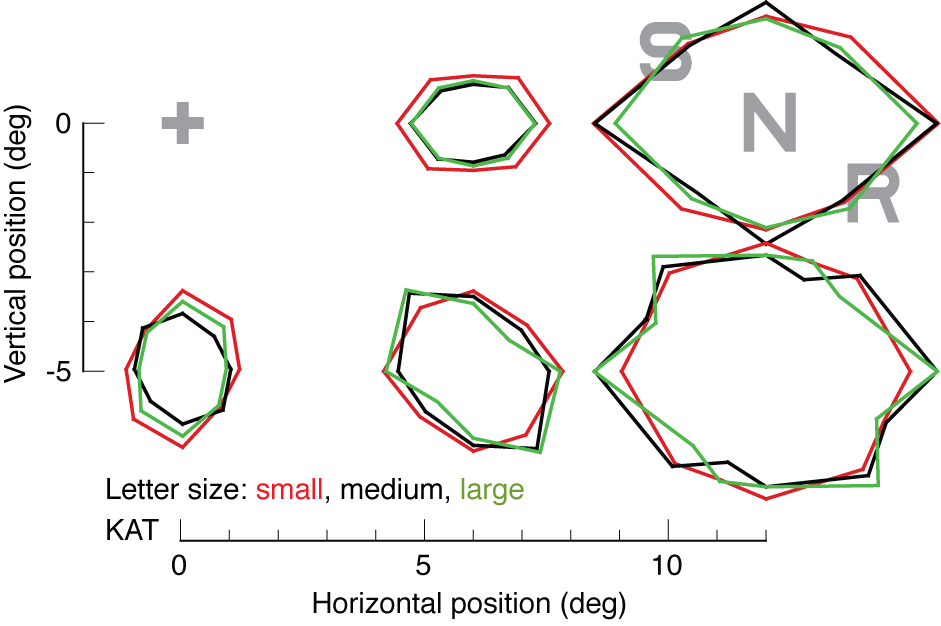 S
N
R
Vertical position (deg)
0
-5
Letter size: small, medium, large
KAT
0 5 10
Horizontal position (deg)